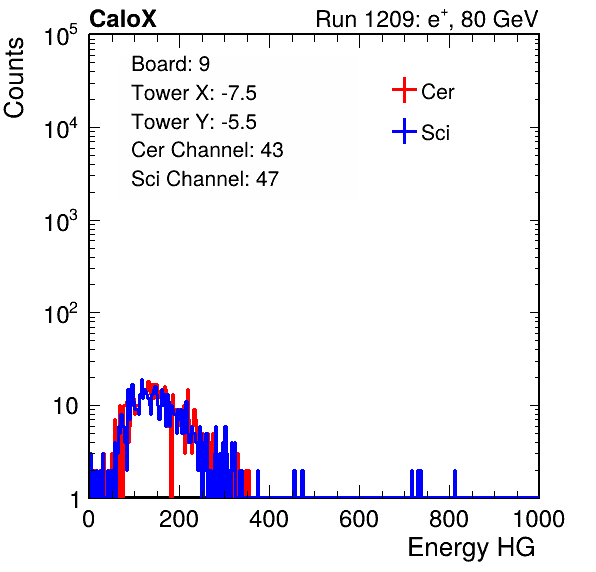 CaloX Run 1209: e⁺, 80 GeV
Counts
10⁵
10⁴
10³
10²
10
1
Board: 9
Tower X: -7.5
Tower Y: -5.5
Cer Channel: 43
Sci Channel: 47
Cer
Sci
0 200 400 600 800 1000
Energy HG